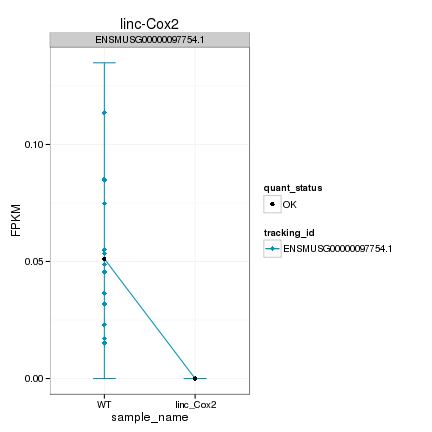 linc-Cox2
ENSMUSG00000097754.1
FPKM
0.10
0.05
0.00
WT
linc_Cox2
sample_name
quant_status
OK
tracking_id
ENSMUSG00000097754.1